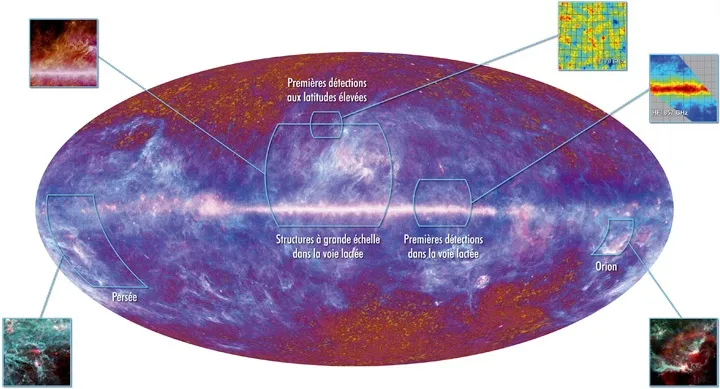 Premières détections
aux latitudes élevées
HFI 857 GHz
Structures à grande échelle
dans la voie lactée
Premières détections
dans la voie lactée
Orion
Persée